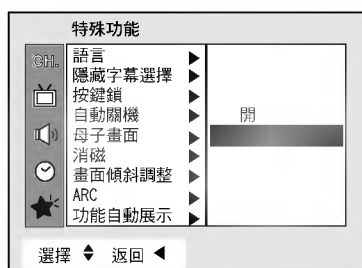 特殊功能
CH.
語言
隱藏字幕選擇
按鍵鎖
自動關機
母子畫面
消磁
畫面傾斜調整
ARC
功能自動展示
開
選擇 返回